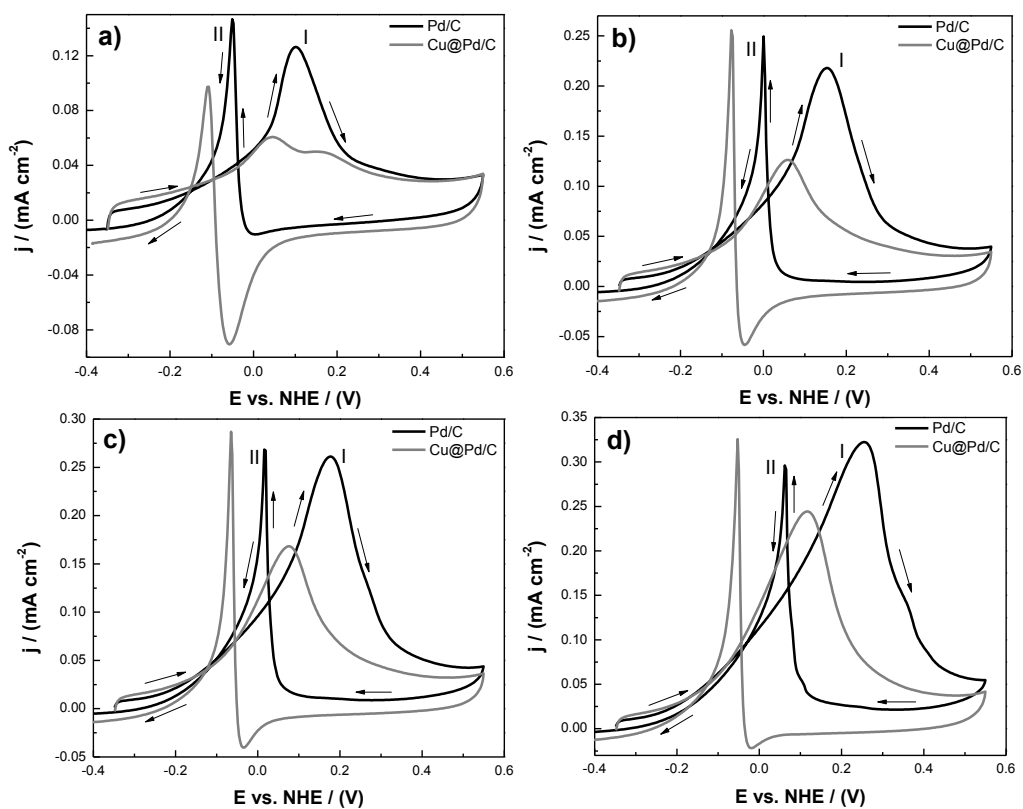 a)
II
I
Pd/C
Cu@Pd/C
0.12
0.08
0.04
0.00
-0.04
-0.08
j / (mA cm-2)
-0.4 -0.2 0.0 0.2 0.4 0.6
E vs. NHE / (V)
b)
II
I
Pd/C
Cu@Pd/C
0.25
0.20
0.15
0.10
0.05
0.00
-0.05
j / (mA cm-2)
-0.4 -0.2 0.0 0.2 0.4 0.6
E vs. NHE / (V)
c)
II
I
Pd/C
Cu@Pd/C
0.30
0.25
0.20
0.15
0.10
0.05
0.00
-0.05
j / (mA cm-2)
-0.4 -0.2 0.0 0.2 0.4 0.6
E vs. NHE / (V)
d)
II
I
Pd/C
Cu@Pd/C
0.35
0.30
0.25
0.20
0.15
0.10
0.05
0.00
j / (mA cm-2)
-0.4 -0.2 0.0 0.2 0.4 0.6
E vs. NHE / (V)